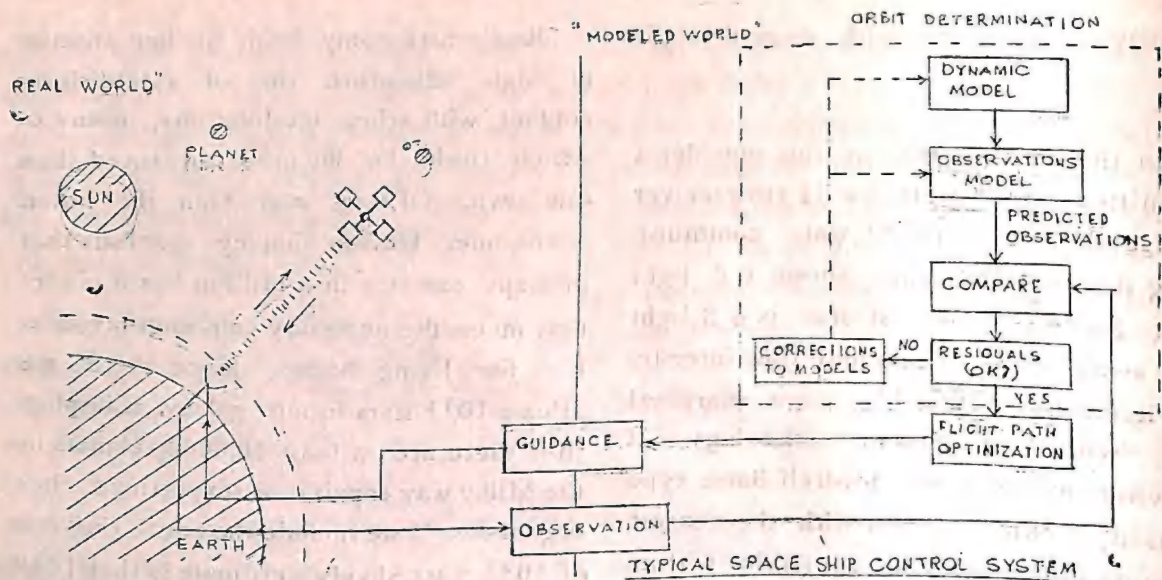 ORBIT DETERMINATION
"MODELED WORLD"
REAL WORLD"
DYNAMIC
MODEL
PLANET
SUN
OBSERVATIONS
MODEL
PREDICTED
OBSERVATIONS
COMPARE
CORRECTIONS
TO MODELS
NO
RESIDUALS
(OK?)
YES
GUIDANCE
FLIGHT PATH
OPTIMIZATION
OBSERVATION
EARTH
TYPICAL SPACE SHIP CONTROL SYSTEM